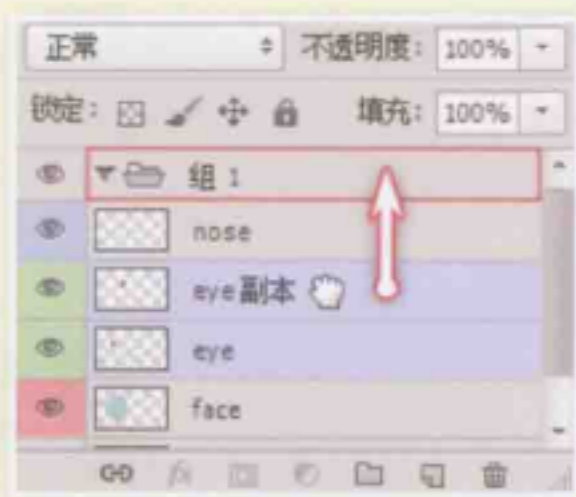 正常 不透明度: 100%
锁定: 填充: 100%
组 1
nose
eye副本
eye
face
fx